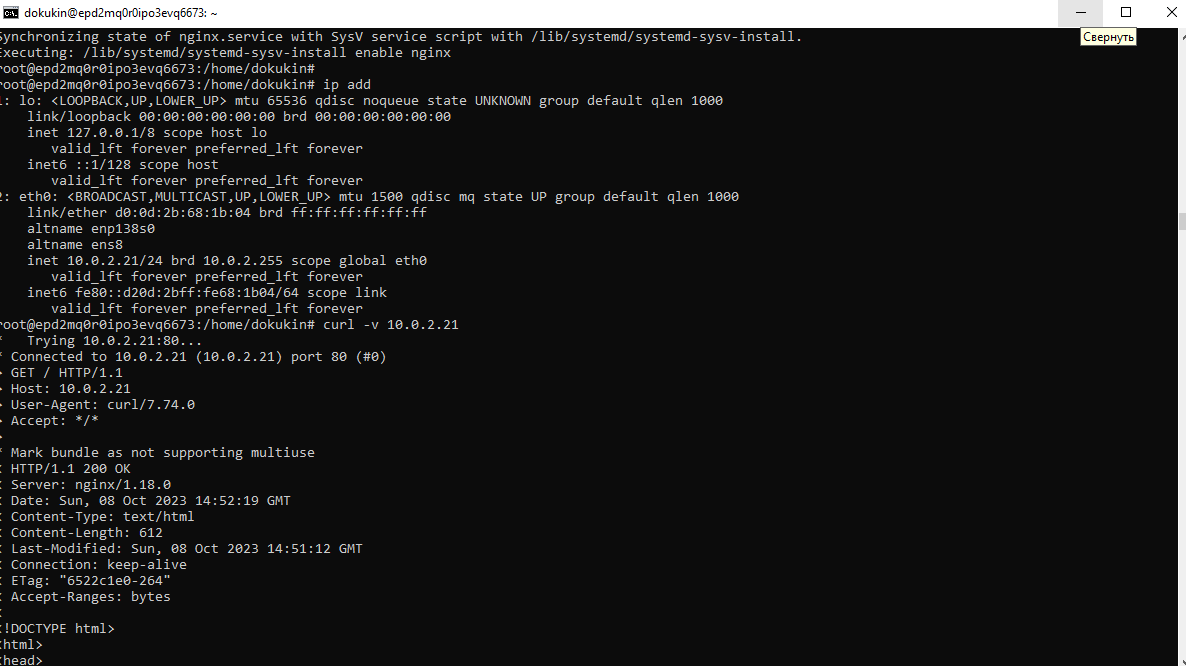 dokukin@epd2mq0r0ipo3evq6673: ~
Свернуть
Synchronizing state of nginx.service with SysV service script with /lib/systemd/systemd-sysv-install.
Executing: /lib/systemd/systemd-sysv-install enable nginx
root@epd2mq0r0ipo3evq6673:/home/dokukin#
root@epd2mq0r0ipo3evq6673:/home/dokukin# ip add
1: lo: <LOOPBACK,UP,LOWER_UP> mtu 65536 qdisc noqueue state UNKNOWN group default qlen 1000
    link/loopback 00:00:00:00:00:00 brd 00:00:00:00:00:00
    inet 127.0.0.1/8 scope host lo
       valid_lft forever preferred_lft forever
    inet6 ::1/128 scope host
       valid_lft forever preferred_lft forever
2: eth0: <BROADCAST,MULTICAST,UP,LOWER_UP> mtu 1500 qdisc mq state UP group default qlen 1000
    link/ether d0:0d:2b:68:1b:04 brd ff:ff:ff:ff:ff:ff
    altname enp138s0
    altname ens8
    inet 10.0.2.21/24 brd 10.0.2.255 scope global eth0
       valid_lft forever preferred_lft forever
    inet6 fe80::d20d:2bff:fe68:1b04/64 scope link
       valid_lft forever preferred_lft forever
root@epd2mq0r0ipo3evq6673:/home/dokukin# curl -v 10.0.2.21
*   Trying 10.0.2.21:80...
* Connected to 10.0.2.21 (10.0.2.21) port 80 (#0)
> GET / HTTP/1.1
> Host: 10.0.2.21
> User-Agent: curl/7.74.0
> Accept: */*
>
* Mark bundle as not supporting multiuse
< HTTP/1.1 200 OK
< Server: nginx/1.18.0
< Date: Sun, 08 Oct 2023 14:52:19 GMT
< Content-Type: text/html
< Content-Length: 612
< Last-Modified: Sun, 08 Oct 2023 14:51:12 GMT
< Connection: keep-alive
< ETag: "6522c1e0-264"
< Accept-Ranges: bytes
<
<!DOCTYPE html>
<html>
<head>